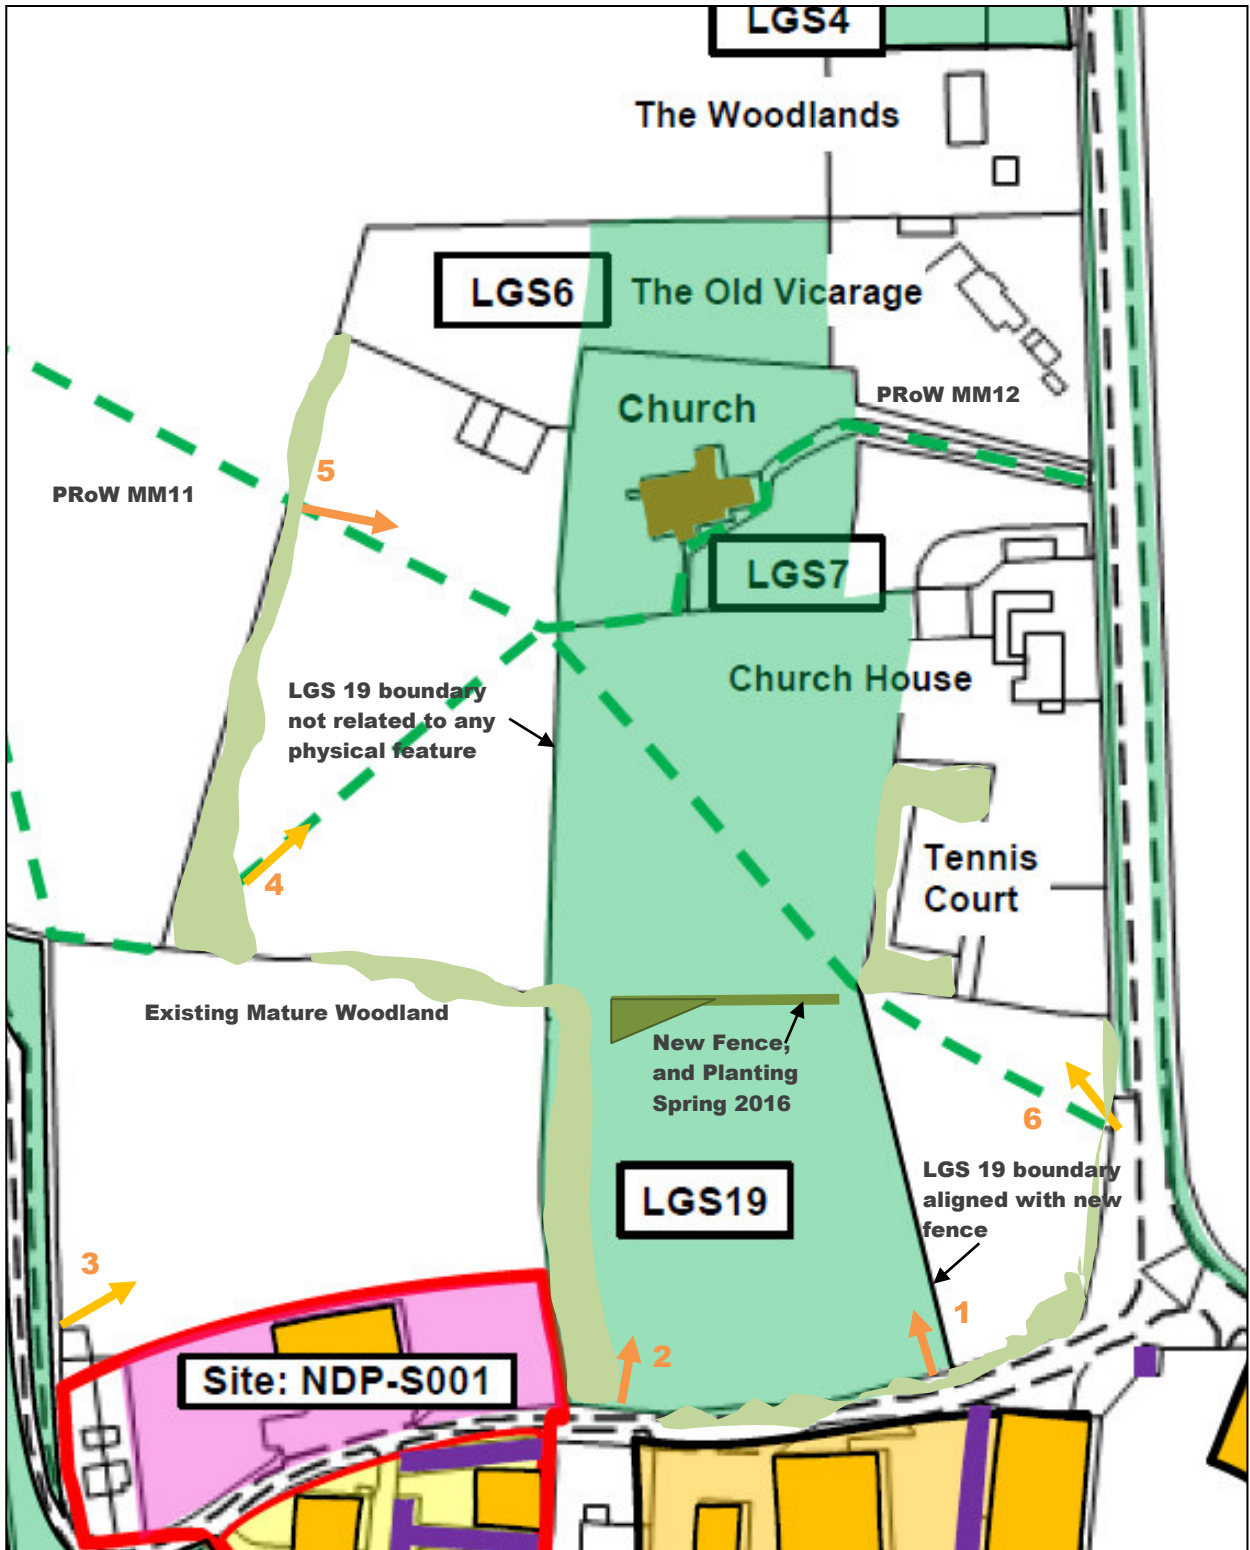 LGS4
The Woodlands
LGS6
The Old Vicarage
Church
PRoW MM12
5
PRoW MM11
LGS7
Church House
LGS 19 boundary
not related to any
physical feature
Tennis
Court
4
Existing Mature Woodland
New Fence,
and Planting
Spring 2016
6
LGS 19 boundary
aligned with new
fence
LGS19
3
1
2
Site: NDP-S001